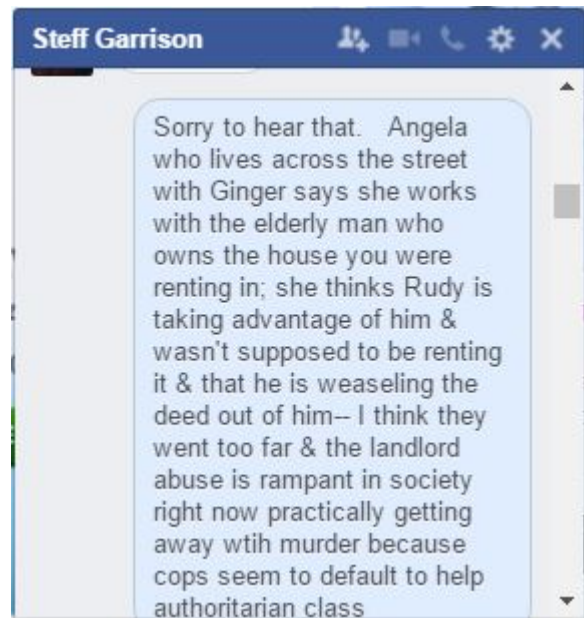 Steff Garrison
Sorry to hear that. Angela
who lives across the street
with Ginger says she works
with the elderly man who
owns the house you were
renting in; she thinks Rudy is
taking advantage of him &
wasn't supposed to be renting
it & that he is weaseling the
deed out of him-- I think they
went too far & the landlord
abuse is rampant in society
right now practically getting
away wtih murder because
cops seem to default to help
authoritarian class